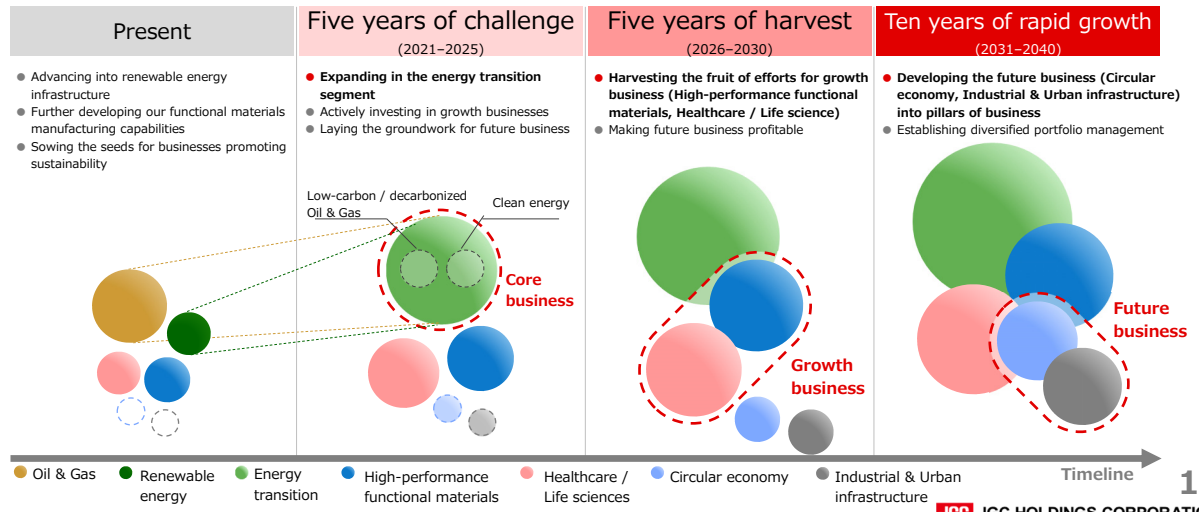 Present
Advancing into renewable energy
infrastructure
Further developing our functional materials
manufacturing capabilities
Sowing the seeds for businesses promoting
sustainability
Five years of challenge
(2021–2025)
Expanding in the energy transition
segment
Actively investing in growth businesses
Laying the groundwork for future business
Low-carbon / decarbonized
Oil & Gas
Clean energy
Core
business
Five years of harvest
(2026–2030)
Harvesting the fruit of efforts for growth
business (High-performance functional
materials, Healthcare / Life science)
Making future business profitable
Growth
business
Ten years of rapid growth
(2031–2040)
Developing the future business (Circular
economy, Industrial & Urban infrastructure)
into pillars of business
Establishing diversified portfolio management
Future
business
Timeline
Oil & Gas
Renewable
energy
Energy
transition
High-performance
functional materials
Healthcare /
Life sciences
Circular economy
Industrial & Urban
infrastructure
1
JGC HOLDINGS